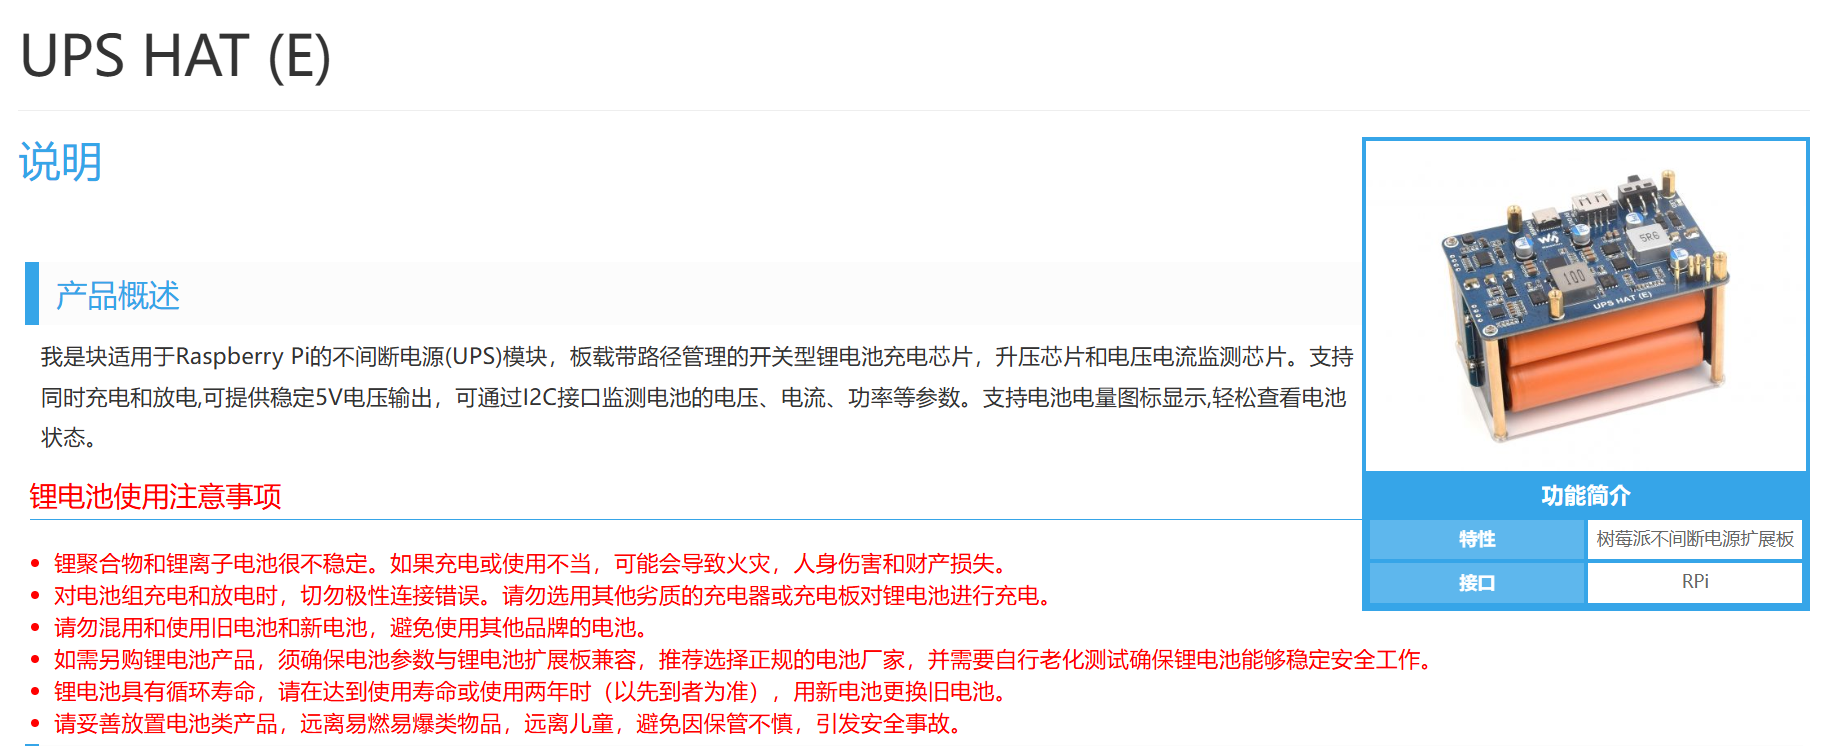 UPS HAT (E)
说明
产品概述
我是块适用于Raspberry Pi的不间断电源(UPS)模块，板载带路径管理的开关型锂电池充电芯片，升压芯片和电压电流监测芯片。支持
同时充电和放电,可提供稳定5V电压输出，可通过I2C接口监测电池的电压、电流、功率等参数。支持电池电量图标显示,轻松查看电池
状态。
锂电池使用注意事项
锂聚合物和锂离子电池很不稳定。如果充电或使用不当，可能会导致火灾，人身伤害和财产损失。
对电池组充电和放电时，切勿极性连接错误。请勿选用其他劣质的充电器或充电板对锂电池进行充电。
请勿混用和使用旧电池和新电池，避免使用其他品牌的电池。
如需另购锂电池产品，须确保电池参数与锂电池扩展板兼容，推荐选择正规的电池厂家，并需要自行老化测试确保锂电池能够稳定安全工作。
锂电池具有循环寿命，请在达到使用寿命或使用两年时（以先到者为准），用新电池更换旧电池。
请妥善放置电池类产品，远离易燃易爆类物品，远离儿童，避免因保管不慎，引发安全事故。
5R6
100
UPS HAT (E)
功能简介
特性 树莓派不间断电源扩展板
接口 RPi